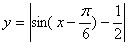 y = |sin( x − π/6) − 1/2|